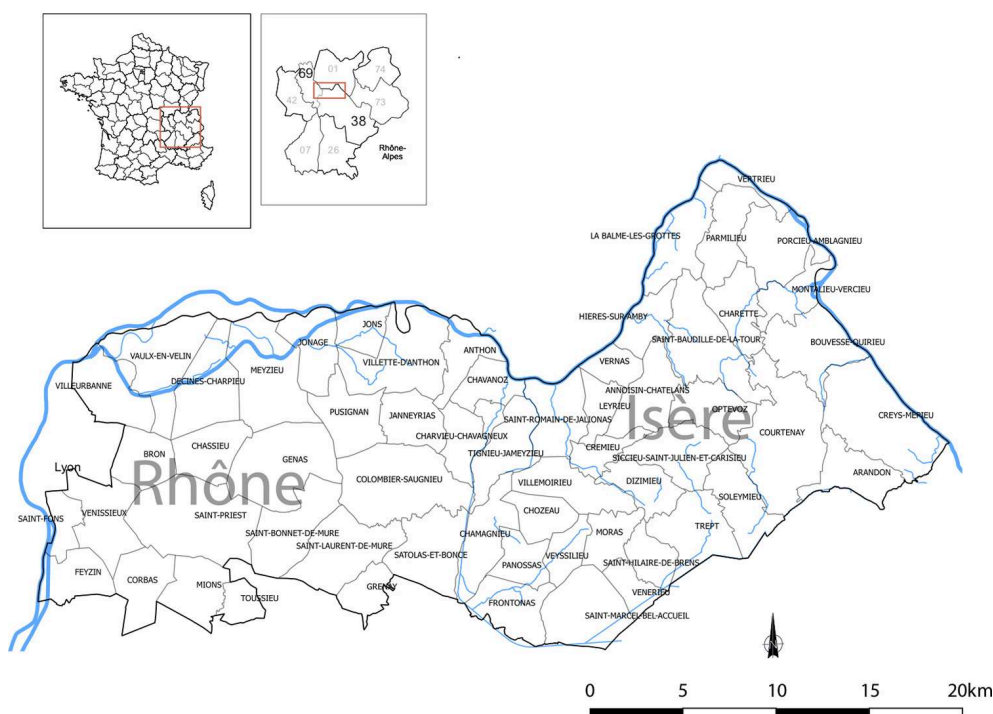 69
01
74
42
73
38
07
26
Rhône-
Alpes
VERTRIEU
LA BALME-LES-GROTTES
PARMILIEU
PORCIEU-AMBLAGNIEU
MONTALIEU-VERCIEU
HIERES-SUR-AMBY
CHARETTE
JONS
JONAGE
SAINT-BAUDILLE-DE-LA-TOUR
BOUVESSE-QUIRIEU
ANTHON
VAULX-EN-VELIN
VILLETTE-D'ANTHON
VERNAS
MEYZIEU
DECINES-CHARPIEU
CHAVANOZ
VILLEURBANNE
ANNOISIN-CHATELANS
LEYRIEU
Isère
OPTEVOZ
PUSIGNAN
JANNEYRIAS
SAINT-ROMAIN-DE-JALIONAS
CREYS-MEPIEU
COURTENAY
CHARVIEU-CHAVAGNEUX
CHASSIEU
CREMIEU
BRON
TIGNIEU-JAMEYZIEU
SICCIEU-SAINT-JULIEN-ET-CARISIEU
GENAS
Lyon
Rhône
ARANDON
COLOMBIER-SAUGNIEU
VILLEMOIRIEU
DIZIMIEU
SOLEYMIEU
CHOZEAU
VENISSIEUX
SAINT-PRIEST
SAINT-FONS
TREPT
SAINT-BONNET-DE-MURE
CHAMAGNIEU
MORAS
SAINT-LAURENT-DE-MURE
SATOLAS-ET-BONCE
VEYSSILIEU
PANOSSAS
SAINT-HILAIRE-DE-BRENS
FEYZIN
CORBAS
MIONS
GRENAY
VENERIEU
TOUSSIEU
FRONTONAS
SAINT-MARCEL-BEL-ACCUEIL
0 5 10 15 20km